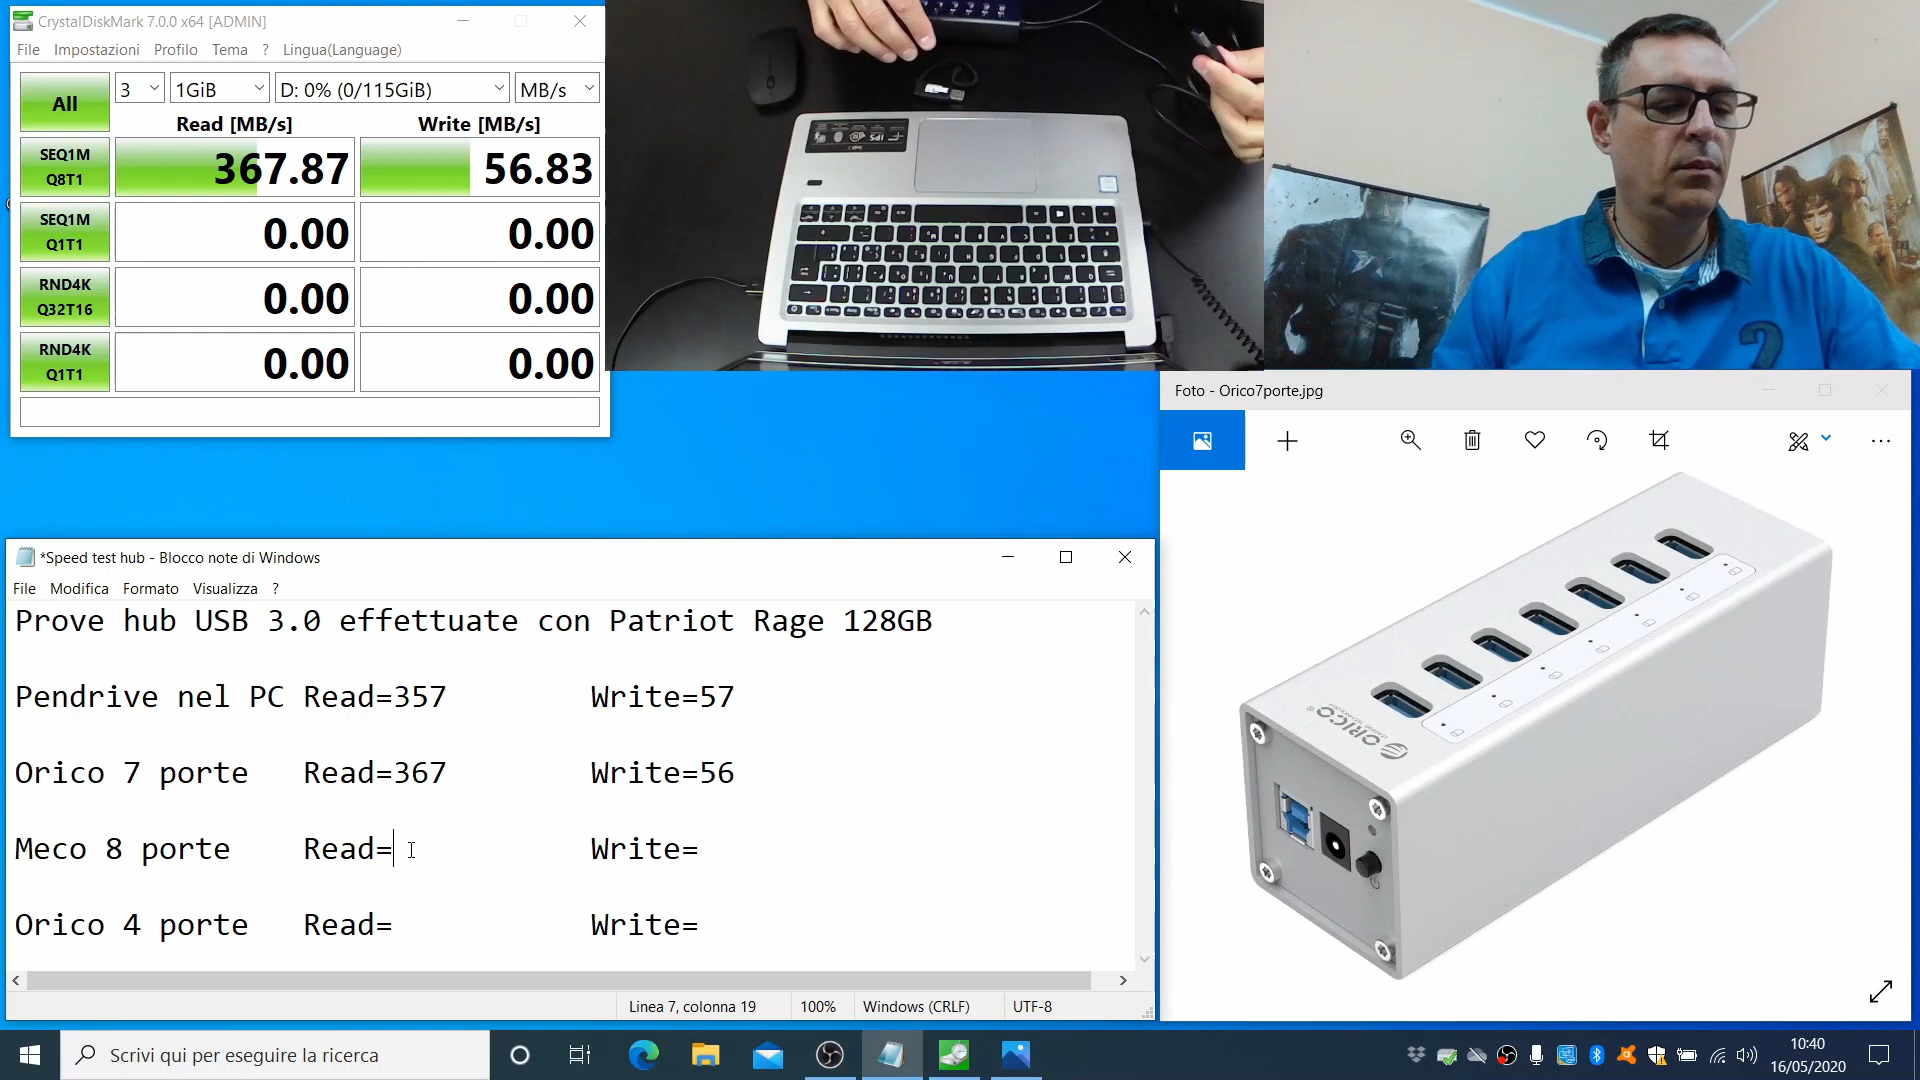 CrystalDiskMark 7.0.0 x64 [ADMIN]
File Impostazioni Profilo Tema ? Lingua(Language)
All 3 1GiB D: 0% (0/115GiB) MB/s
Read [MB/s] Write [MB/s]
SEQ1M Q8T1 367.87 56.83
SEQ1M Q1T1 0.00 0.00
RND4K Q32T16 0.00 0.00
RND4K Q1T1 0.00 0.00
Foto - Orico7porte.jpg
ORICO
*Speed test hub - Blocco note di Windows
File Modifica Formato Visualizza ?
Prove hub USB 3.0 effettuate con Patriot Rage 128GB
Pendrive nel PC Read=357 Write=57
Orico 7 porte Read=367 Write=56
Meco 8 porte Read= Write=
Orico 4 porte Read= Write=
Linea 7, colonna 19 100% Windows (CRLF) UTF-8
Scrivi qui per eseguire la ricerca
10:40
16/05/2020